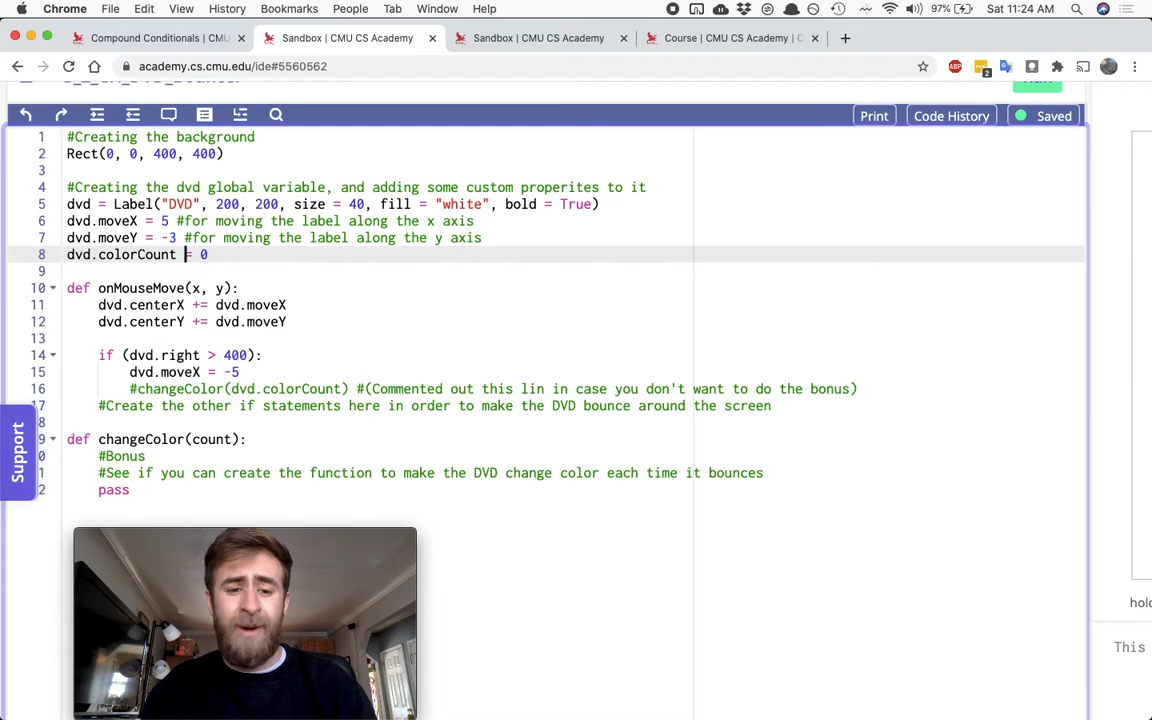 Chrome File Edit View History Bookmarks People Tab Window Help 97% Sat 11:24 AM
Compound Conditionals | CMU Sandbox | CMU CS Academy Sandbox | CMU CS Academy Course | CMU CS Academy | C
academy.cs.cmu.edu/ide#5560562
Print Code History Saved
1 #Creating the background
2 Rect(0, 0, 400, 400)
3
4 #Creating the dvd global variable, and adding some custom properites to it
5 dvd = Label("DVD", 200, 200, size = 40, fill = "white", bold = True)
6 dvd.moveX = 5 #for moving the label along the x axis
7 dvd.moveY = -3 #for moving the label along the y axis
8 dvd.colorCount = 0
9
10 def onMouseMove(x, y):
11 dvd.centerX += dvd.moveX
12 dvd.centerY += dvd.moveY
13
14 if (dvd.right > 400):
15 dvd.moveX = -5
16 #changeColor(dvd.colorCount) #(Commented out this lin in case you don't want to do the bonus)
17 #Create the other if statements here in order to make the DVD bounce around the screen
8
9 def changeColor(count):
0 #Bonus
1 #See if you can create the function to make the DVD change color each time it bounces
2 pass
Support
hold
This